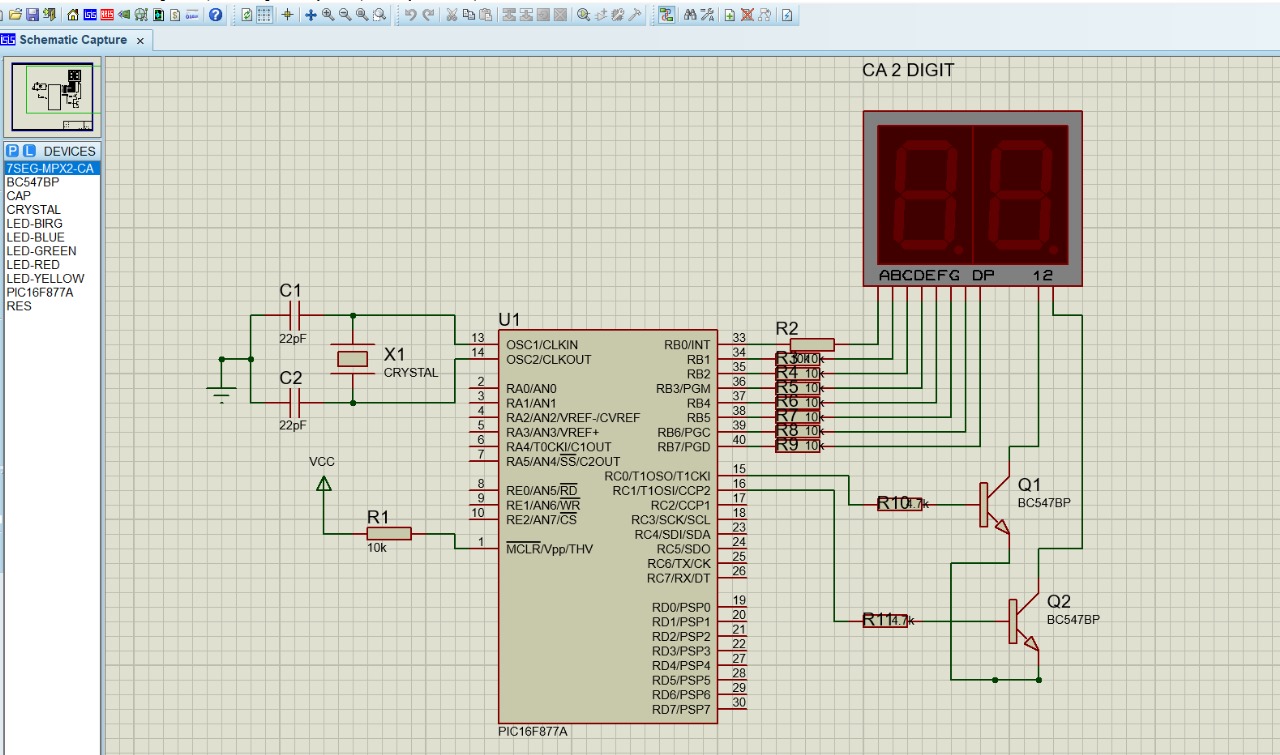 Schematic Capture
P L DEVICES
7SEG-MPX2-CA
BC547BP
CAP
CRYSTAL
LED-BIRG
LED-BLUE
LED-GREEN
LED-RED
LED-YELLOW
PIC16F877A
RES
CA 2 DIGIT
ABCDEFG DP 12
C1
22pF
X1
CRYSTAL
C2
22pF
VCC
R1
10k
U1
13 OSC1/CLKIN
14 OSC2/CLKOUT
2 RA0/AN0
3 RA1/AN1
4 RA2/AN2/VREF-/CVREF
5 RA3/AN3/VREF+
6 RA4/T0CKI/C1OUT
7 RA5/AN4/SS/C2OUT
8 RE0/AN5/RD
9 RE1/AN6/WR
10 RE2/AN7/CS
1 MCLR/Vpp/THV
RB0/INT 33
RB1 34
RB2 35
RB3/PGM 36
RB4 37
RB5 38
RB6/PGC 39
RB7/PGD 40
RC0/T1OSO/T1CKI 15
RC1/T1OSI/CCP2 16
RC2/CCP1 17
RC3/SCK/SCL 18
RC4/SDI/SDA 23
RC5/SDO 24
RC6/TX/CK 25
RC7/RX/DT 26
RD0/PSP0 19
RD1/PSP1 20
RD2/PSP2 21
RD3/PSP3 22
RD4/PSP4 27
RD5/PSP5 28
RD6/PSP6 29
RD7/PSP7 30
PIC16F877A
R2
R3 10k
R4 10k
R5 10k
R6 10k
R7 10k
R8 10k
R9 10k
R10 4.7k
Q1
BC547BP
R11 4.7k
Q2
BC547BP